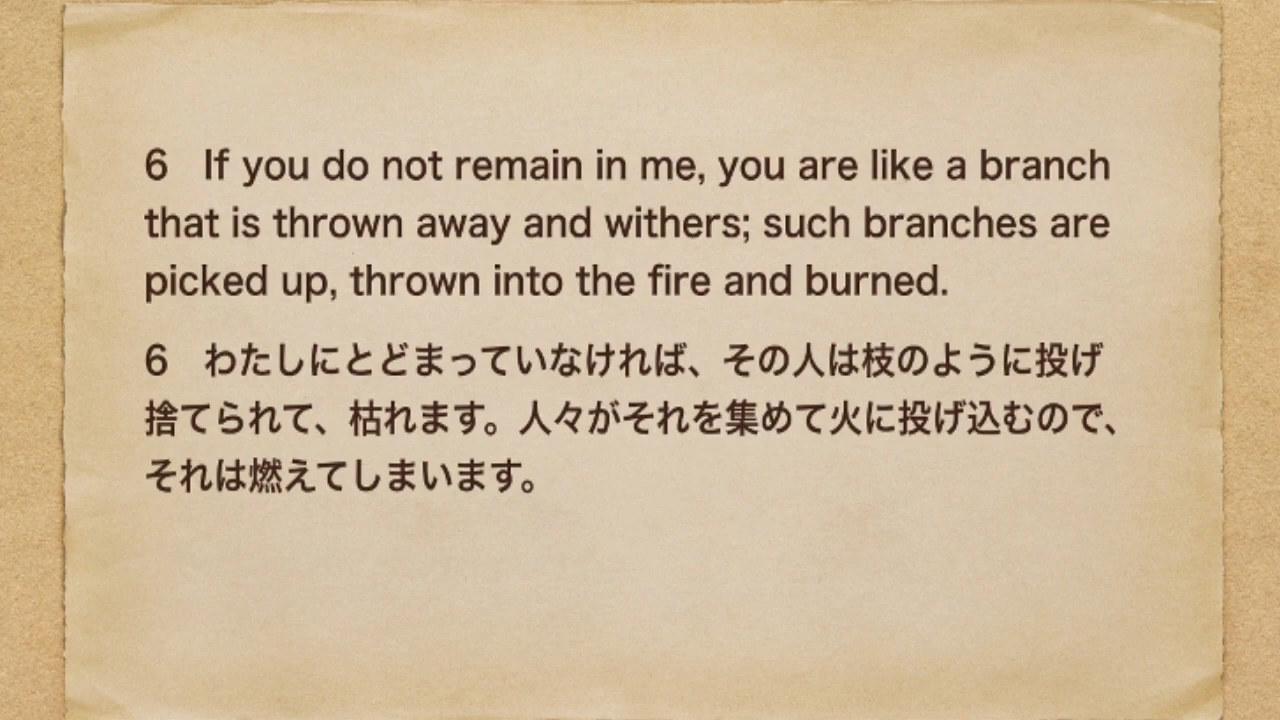 6 If you do not remain in me, you are like a branch
that is thrown away and withers; such branches are
picked up, thrown into the fire and burned.
6 わたしにとどまっていなければ、その人は枝のように投げ
捨てられて、枯れます。人々がそれを集めて火に投げ込むので、
それは燃えてしまいます。